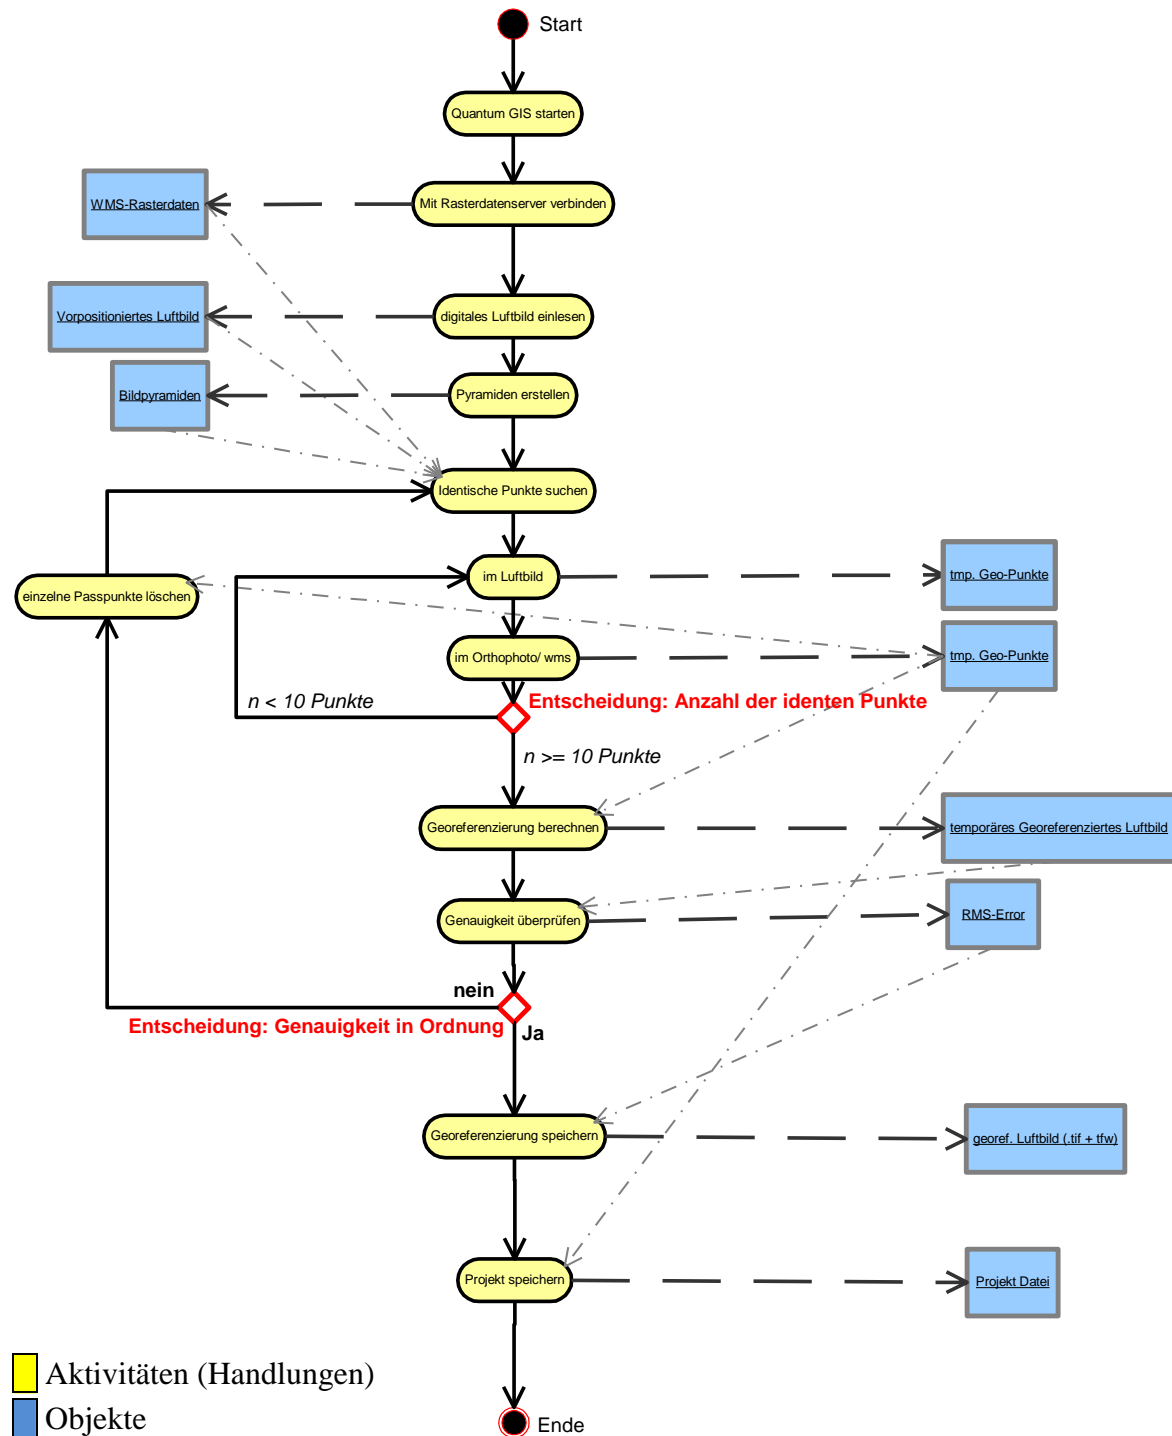 Start
Quantum GIS starten
WMS-Rasterdaten
Mit Rasterdatenserver verbinden
Vorpositioniertes Luftbild
digitales Luftbild einlesen
Bildpyramiden
Pyramiden erstellen
Identische Punkte suchen
einzelne Passpunkte löschen
im Luftbild
tmp. Geo-Punkte
im Orthophoto/ wms
tmp. Geo-Punkte
n < 10 Punkte
Entscheidung: Anzahl der identen Punkte
n >= 10 Punkte
Georeferenzierung berechnen
temporäres Georeferenziertes Luftbild
Genauigkeit überprüfen
RMS-Error
nein
Entscheidung: Genauigkeit in Ordnung
Ja
Georeferenzierung speichern
georef. Luftbild (.tif + tfw)
Projekt speichern
Projekt Datei
Aktivitäten (Handlungen)
Objekte
Ende